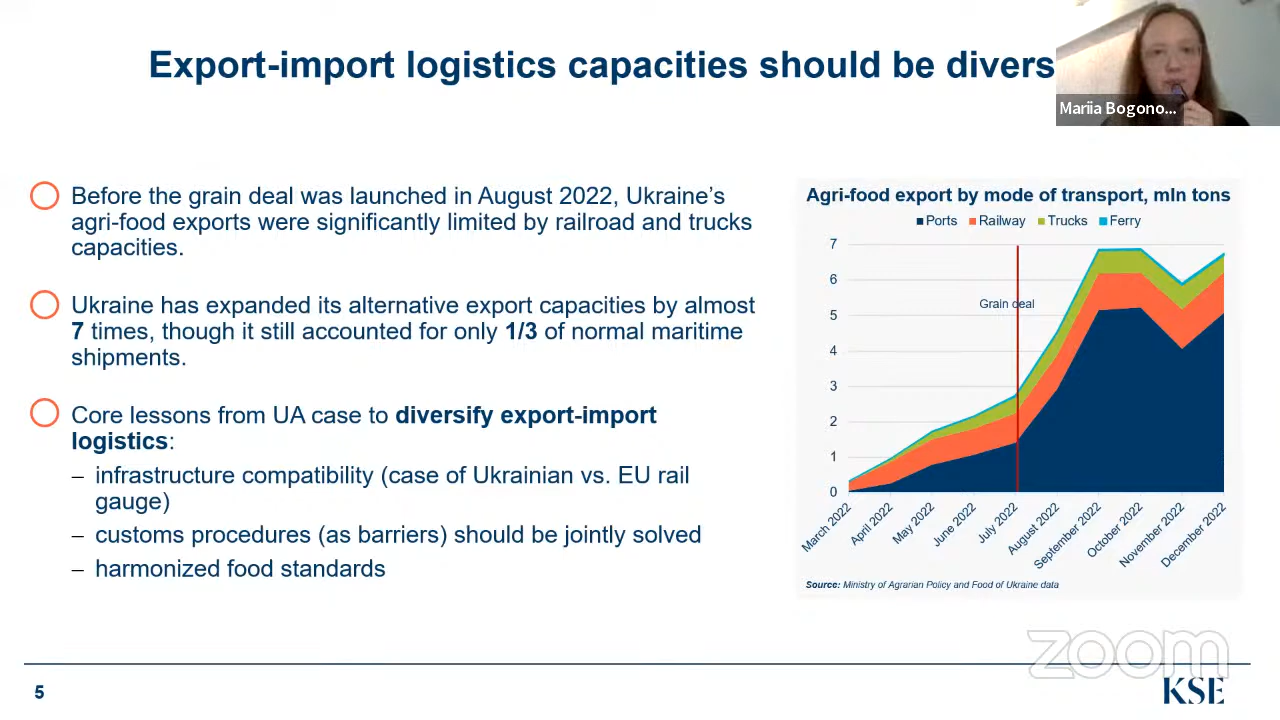 Export-import logistics capacities should be divers
Mariia Bogono...
Before the grain deal was launched in August 2022, Ukraine’s
agri-food exports were significantly limited by railroad and trucks
capacities.
Ukraine has expanded its alternative export capacities by almost
7 times, though it still accounted for only 1/3 of normal maritime
shipments.
Core lessons from UA case to diversify export-import
logistics:
– infrastructure compatibility (case of Ukrainian vs. EU rail
gauge)
– customs procedures (as barriers) should be jointly solved
– harmonized food standards
Agri-food export by mode of transport, mln tons
Ports Railway Trucks Ferry
7
6
5
4
3
2
1
0
Grain deal
March 2022
April 2022
May 2022
June 2022
July 2022
August 2022
September 2022
October 2022
November 2022
December 2022
Source: Ministry of Agrarian Policy and Food of Ukraine data
zoom
5
KSE